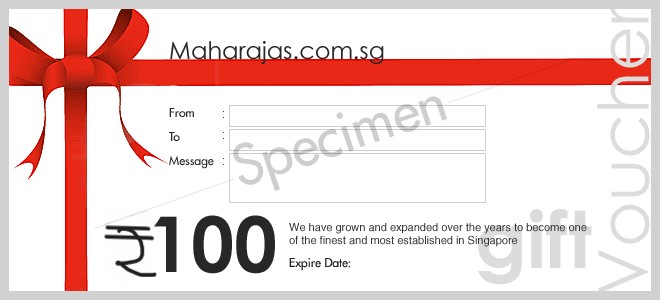 Maharajas.com.sg
From :
To :
Message :
Specimen
₹100
We have grown and expanded over the years to become one
of the finest and most established in Singapore
Expire Date:
gift
Voucher